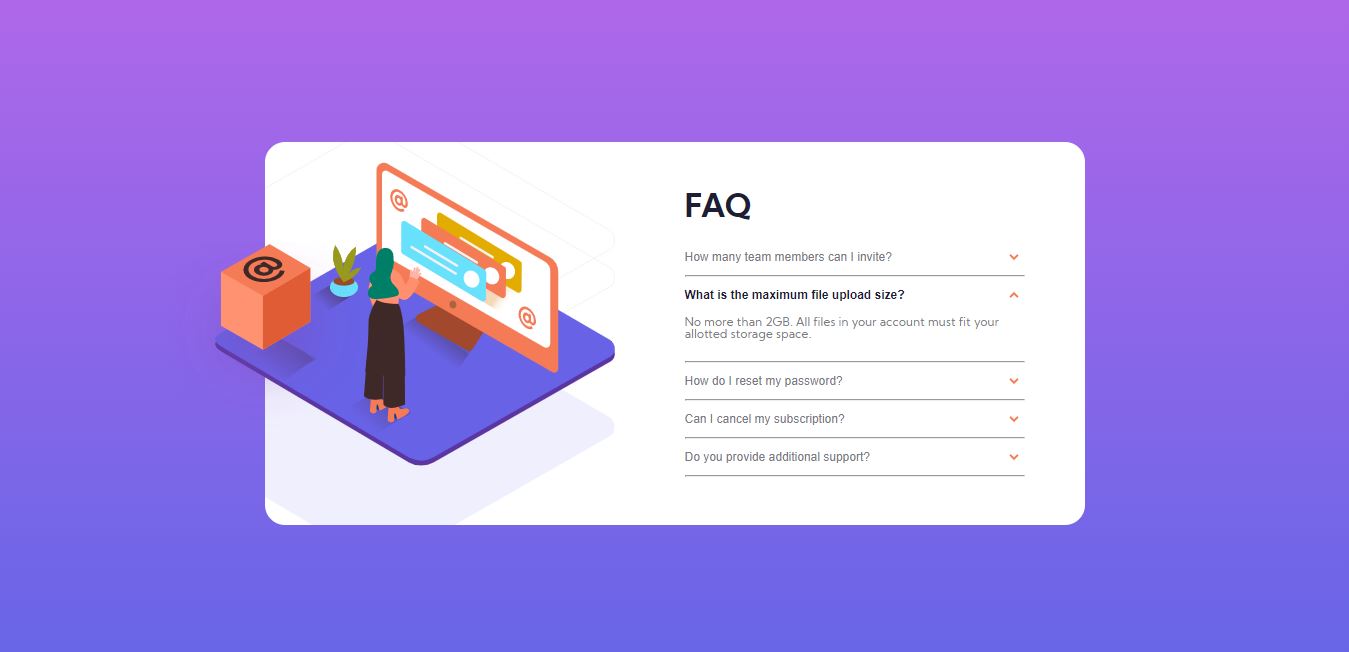 @
@
@
FAQ
How many team members can I invite?
What is the maximum file upload size?
No more than 2GB. All files in your account must fit your
allotted storage space.
How do I reset my password?
Can I cancel my subscription?
Do you provide additional support?